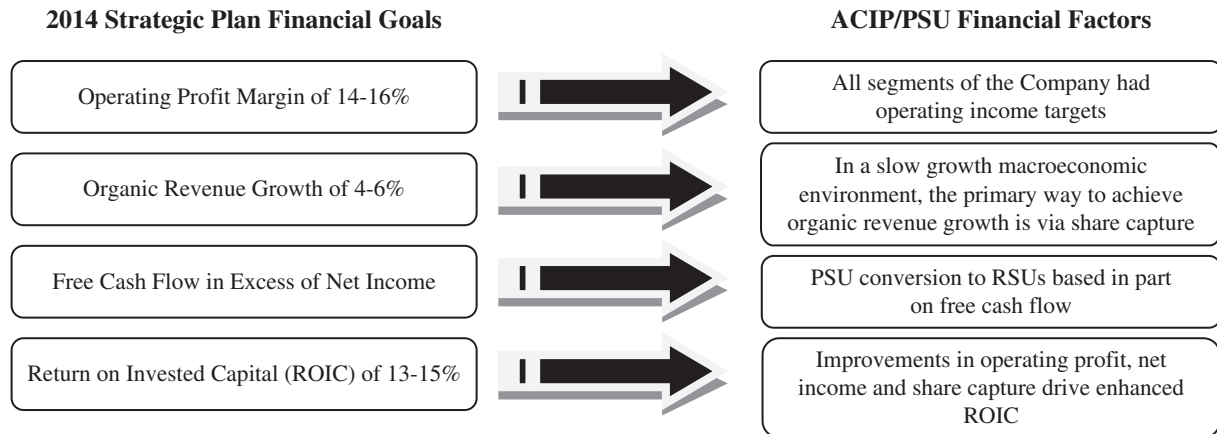 2014 Strategic Plan Financial Goals
ACIP/PSU Financial Factors
Operating Profit Margin of 14-16%
All segments of the Company had
operating income targets
Organic Revenue Growth of 4-6%
In a slow growth macroeconomic
environment, the primary way to achieve
organic revenue growth is via share capture
Free Cash Flow in Excess of Net Income
PSU conversion to RSUs based in part
on free cash flow
Return on Invested Capital (ROIC) of 13-15%
Improvements in operating profit, net
income and share capture drive enhanced
ROIC